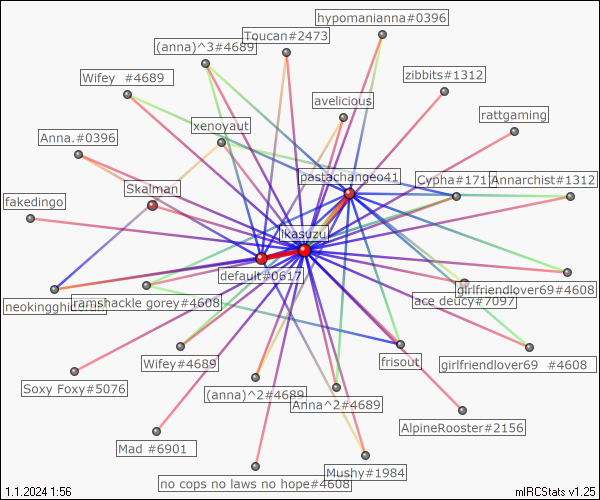 hypomanianna#0396
Toucan#2473
(anna)^3#4689
Wifey #4689
zibbits#1312
avelicious
rattgaming
xenoyaut
Anna.#0396
pastachangeo41
Cypha#171
Annarchist#1312
Skalman
fakedingo
ikasuzu
default#0617
girlfriendlover69#4608
ace deucy#7097
ramshackle gorey#4608
frisout
Wifey#4689
girlfriendlover69 #4608
Soxy Foxy#5076
(anna)^2#4689
Anna^2#4689
AlpineRooster#2156
Mad #6901
Mushy#1984
no cops no laws no hope#4608
1.1.2024 1:56
mIRCStats v1.25